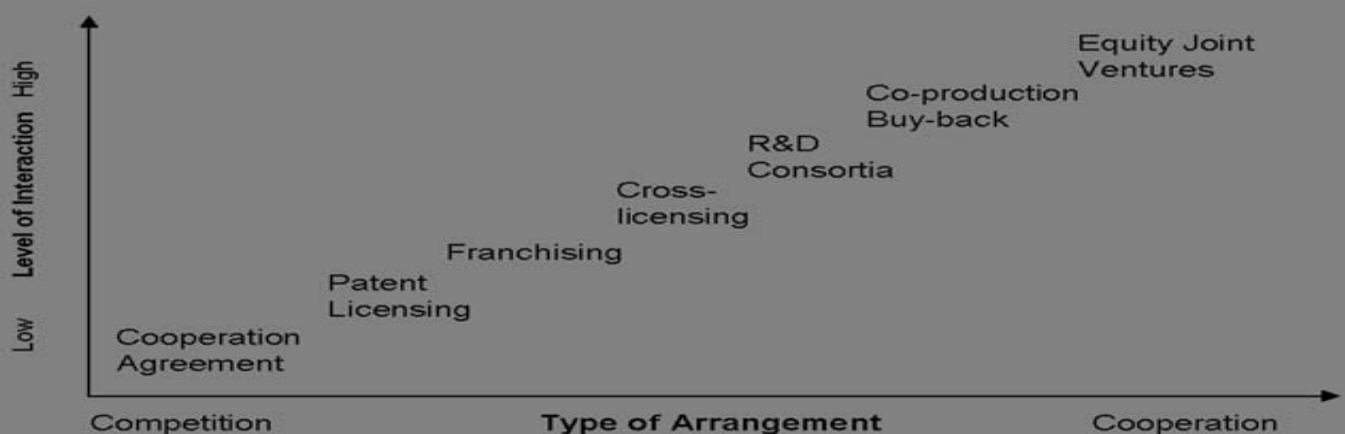 Equity Joint
Ventures
Co-production
Buy-back
R&D
Consortia
Cross-
licensing
Franchising
Patent
Licensing
Cooperation
Agreement
Low Level of Interaction High
Competition Type of Arrangement Cooperation